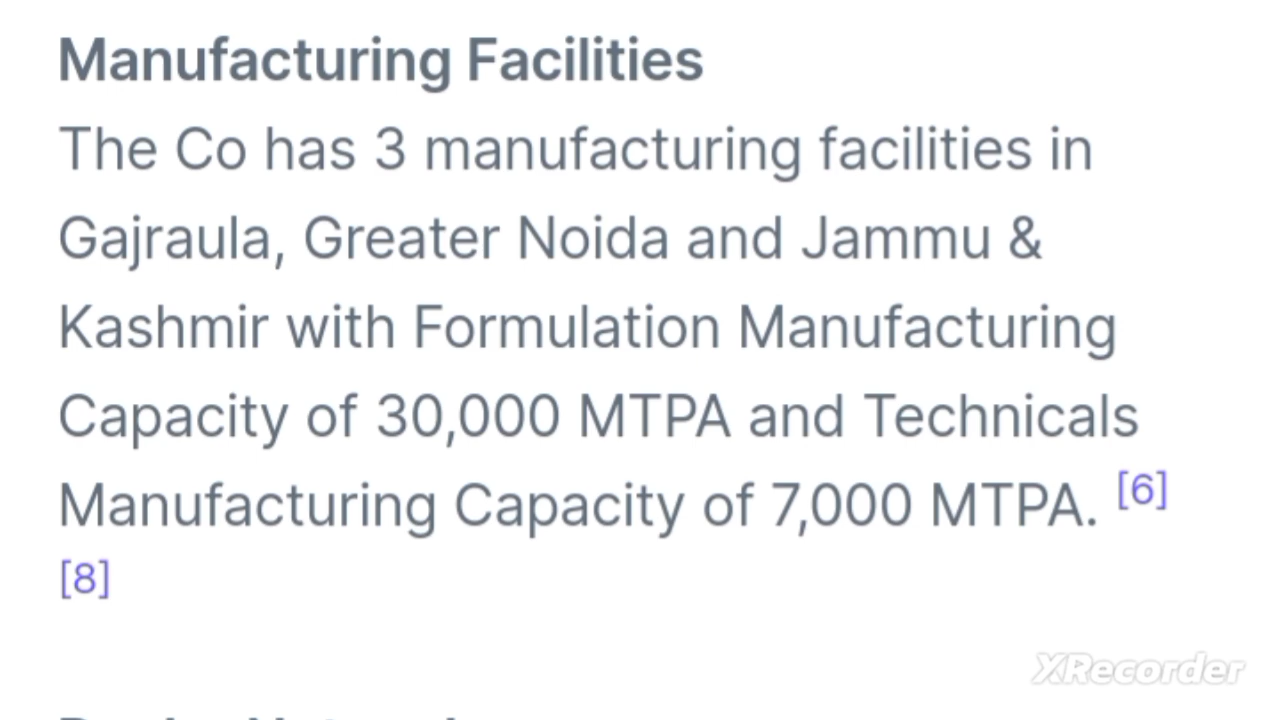 Manufacturing Facilities
The Co has 3 manufacturing facilities in
Gajraula, Greater Noida and Jammu &
Kashmir with Formulation Manufacturing
Capacity of 30,000 MTPA and Technicals
Manufacturing Capacity of 7,000 MTPA. [6]
[8]
XRecorder